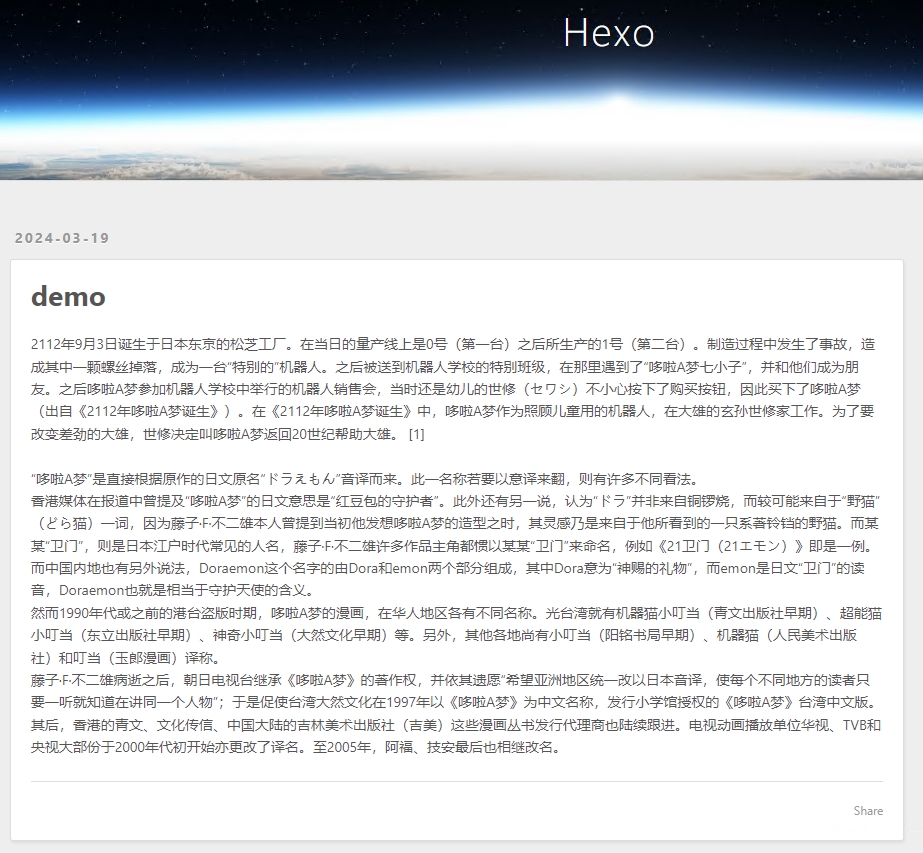 Hexo
2024-03-19
demo
2112年9月3日诞生于日本东京的松芝工厂。在当日的量产线上是0号（第一台）之后所生产的1号（第二台）。制造过程中发生了事故，造
成其中一颗螺丝掉落，成为一台“特别的”机器人。之后被送到机器人学校的特别班级，在那里遇到了“哆啦A梦七小子”，并和他们成为朋
友。之后哆啦A梦参加机器人学校中举行的机器人销售会，当时还是幼儿的世修（セワシ）不小心按下了购买按钮，因此买下了哆啦A梦
（出自《2112年哆啦A梦诞生》）。在《2112年哆啦A梦诞生》中，哆啦A梦作为照顾儿童用的机器人，在大雄的玄孙世修家工作。为了要
改变差劲的大雄，世修决定叫哆啦A梦返回20世纪帮助大雄。 [1]
“哆啦A梦”是直接根据原作的日文原名“ドラえもん”音译而来。此一名称若要以意译来翻，则有许多不同看法。
香港媒体在报道中曾提及“哆啦A梦”的日文意思是“红豆包的守护者”。此外还有另一说，认为“ドラ”并非来自铜锣烧，而较可能来自于“野猫”
（どら猫）一词，因为藤子·F·不二雄本人曾提到当初他发想哆啦A梦的造型之时，其灵感乃是来自于他所看到的一只系著铃铛的野猫。而某
某“卫门”，则是日本江户时代常见的人名，藤子·F·不二雄许多作品主角都惯以某某“卫门”来命名，例如《21卫门（21エモン）》即是一例。
而中国内地也有另外说法，Doraemon这个名字的由Dora和emon两个部分组成，其中Dora意为“神赐的礼物”，而emon是日文“卫门”的读
音，Doraemon也就是相当于守护天使的含义。
然而1990年代或之前的港台盗版时期，哆啦A梦的漫画，在华人地区各有不同名称。光台湾就有机器猫小叮当（青文出版社早期）、超能猫
小叮当（东立出版社早期）、神奇小叮当（大然文化早期）等。另外，其他各地尚有小叮当（阳铭书局早期）、机器猫（人民美术出版
社）和叮当（玉郎漫画）译称。
藤子·F·不二雄病逝之后，朝日电视台继承《哆啦A梦》的著作权，并依其遗愿“希望亚洲地区统一改以日本音译，使每个不同地方的读者只
要一听就知道在讲同一个人物”；于是促使台湾大然文化在1997年以《哆啦A梦》为中文名称，发行小学馆授权的《哆啦A梦》台湾中文版。
其后，香港的青文、文化传信、中国大陆的吉林美术出版社（吉美）这些漫画丛书发行代理商也陆续跟进。电视动画播放单位华视、TVB和
央视大部份于2000年代初开始亦更改了译名。至2005年，阿福、技安最后也相继改名。
Share